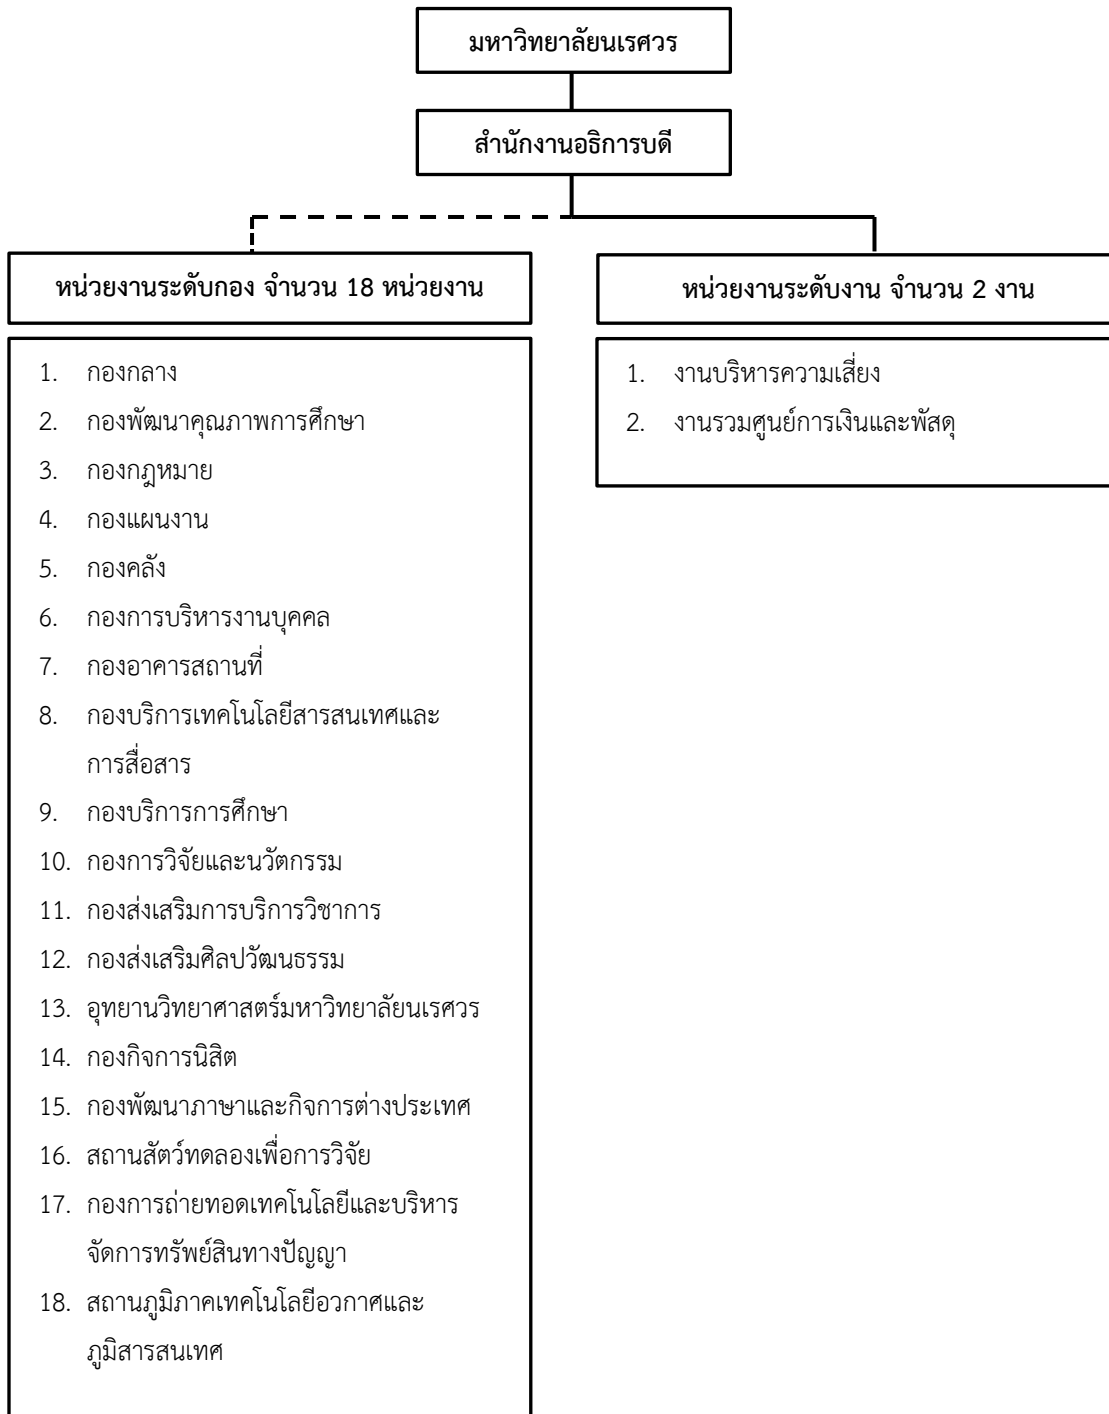 มหาวิทยาลัยนเรศวร
สำนักงานอธิการบดี
หน่วยงานระดับกอง จำนวน 18 หน่วยงาน
1. กองกลาง
2. กองพัฒนาคุณภาพการศึกษา
3. กองกฎหมาย
4. กองแผนงาน
5. กองคลัง
6. กองการบริหารงานบุคคล
7. กองอาคารสถานที่
8. กองบริการเทคโนโลยีสารสนเทศและ
การสื่อสาร
9. กองบริการการศึกษา
10. กองการวิจัยและนวัตกรรม
11. กองส่งเสริมการบริการวิชาการ
12. กองส่งเสริมศิลปวัฒนธรรม
13. อุทยานวิทยาศาสตร์มหาวิทยาลัยนเรศวร
14. กองกิจการนิสิต
15. กองพัฒนาภาษาและกิจการต่างประเทศ
16. สถานสัตว์ทดลองเพื่อการวิจัย
17. กองการถ่ายทอดเทคโนโลยีและบริหาร
จัดการทรัพย์สินทางปัญญา
18. สถานภูมิภาคเทคโนโลยีอวกาศและ
ภูมิสารสนเทศ
หน่วยงานระดับงาน จำนวน 2 งาน
1. งานบริหารความเสี่ยง
2. งานรวมศูนย์การเงินและพัสดุ